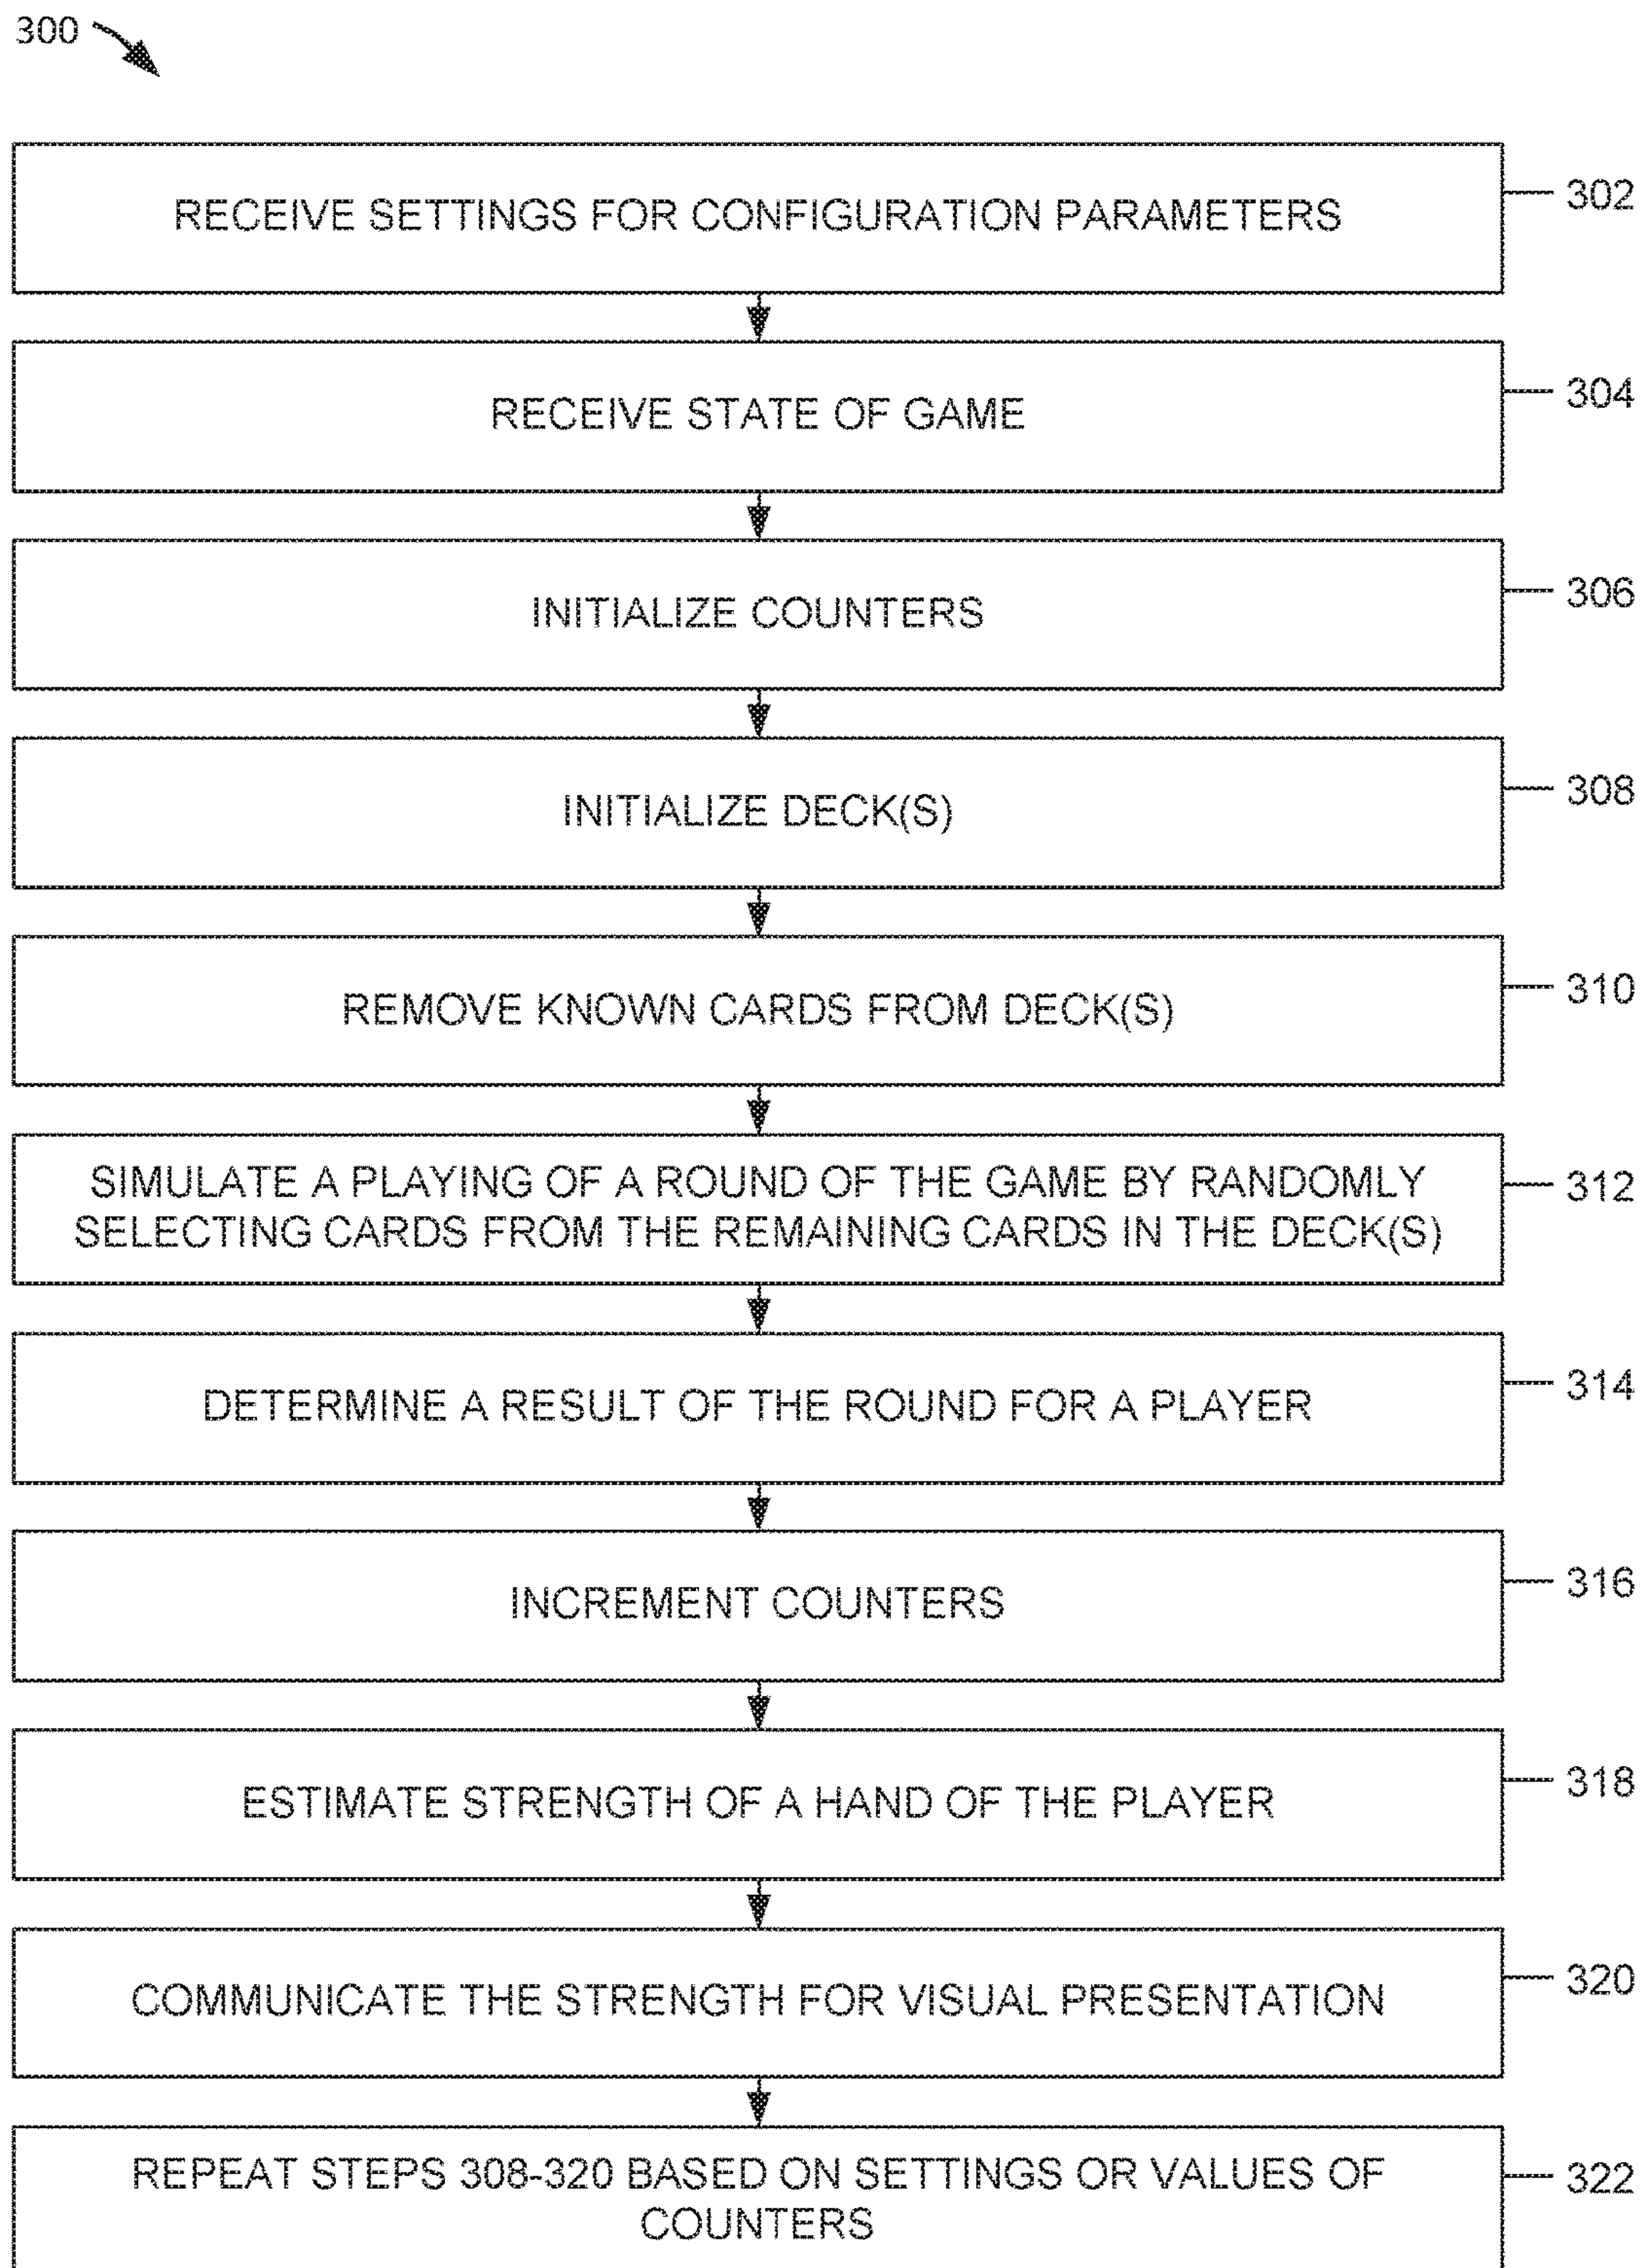 300
RECEIVE SETTINGS FOR CONFIGURATION PARAMETERS
302
RECEIVE STATE OF GAME
304
INITIALIZE COUNTERS
306
INITIALIZE DECK(S)
308
REMOVE KNOWN CARDS FROM DECK(S)
310
SIMULATE A PLAYING OF A ROUND OF THE GAME BY RANDOMLY
SELECTING CARDS FROM THE REMAINING CARDS IN THE DECK(S)
312
DETERMINE A RESULT OF THE ROUND FOR A PLAYER
314
INCREMENT COUNTERS
316
ESTIMATE STRENGTH OF A HAND OF THE PLAYER
318
COMMUNICATE THE STRENGTH FOR VISUAL PRESENTATION
320
REPEAT STEPS 308-320 BASED ON SETTINGS OR VALUES OF
COUNTERS
322